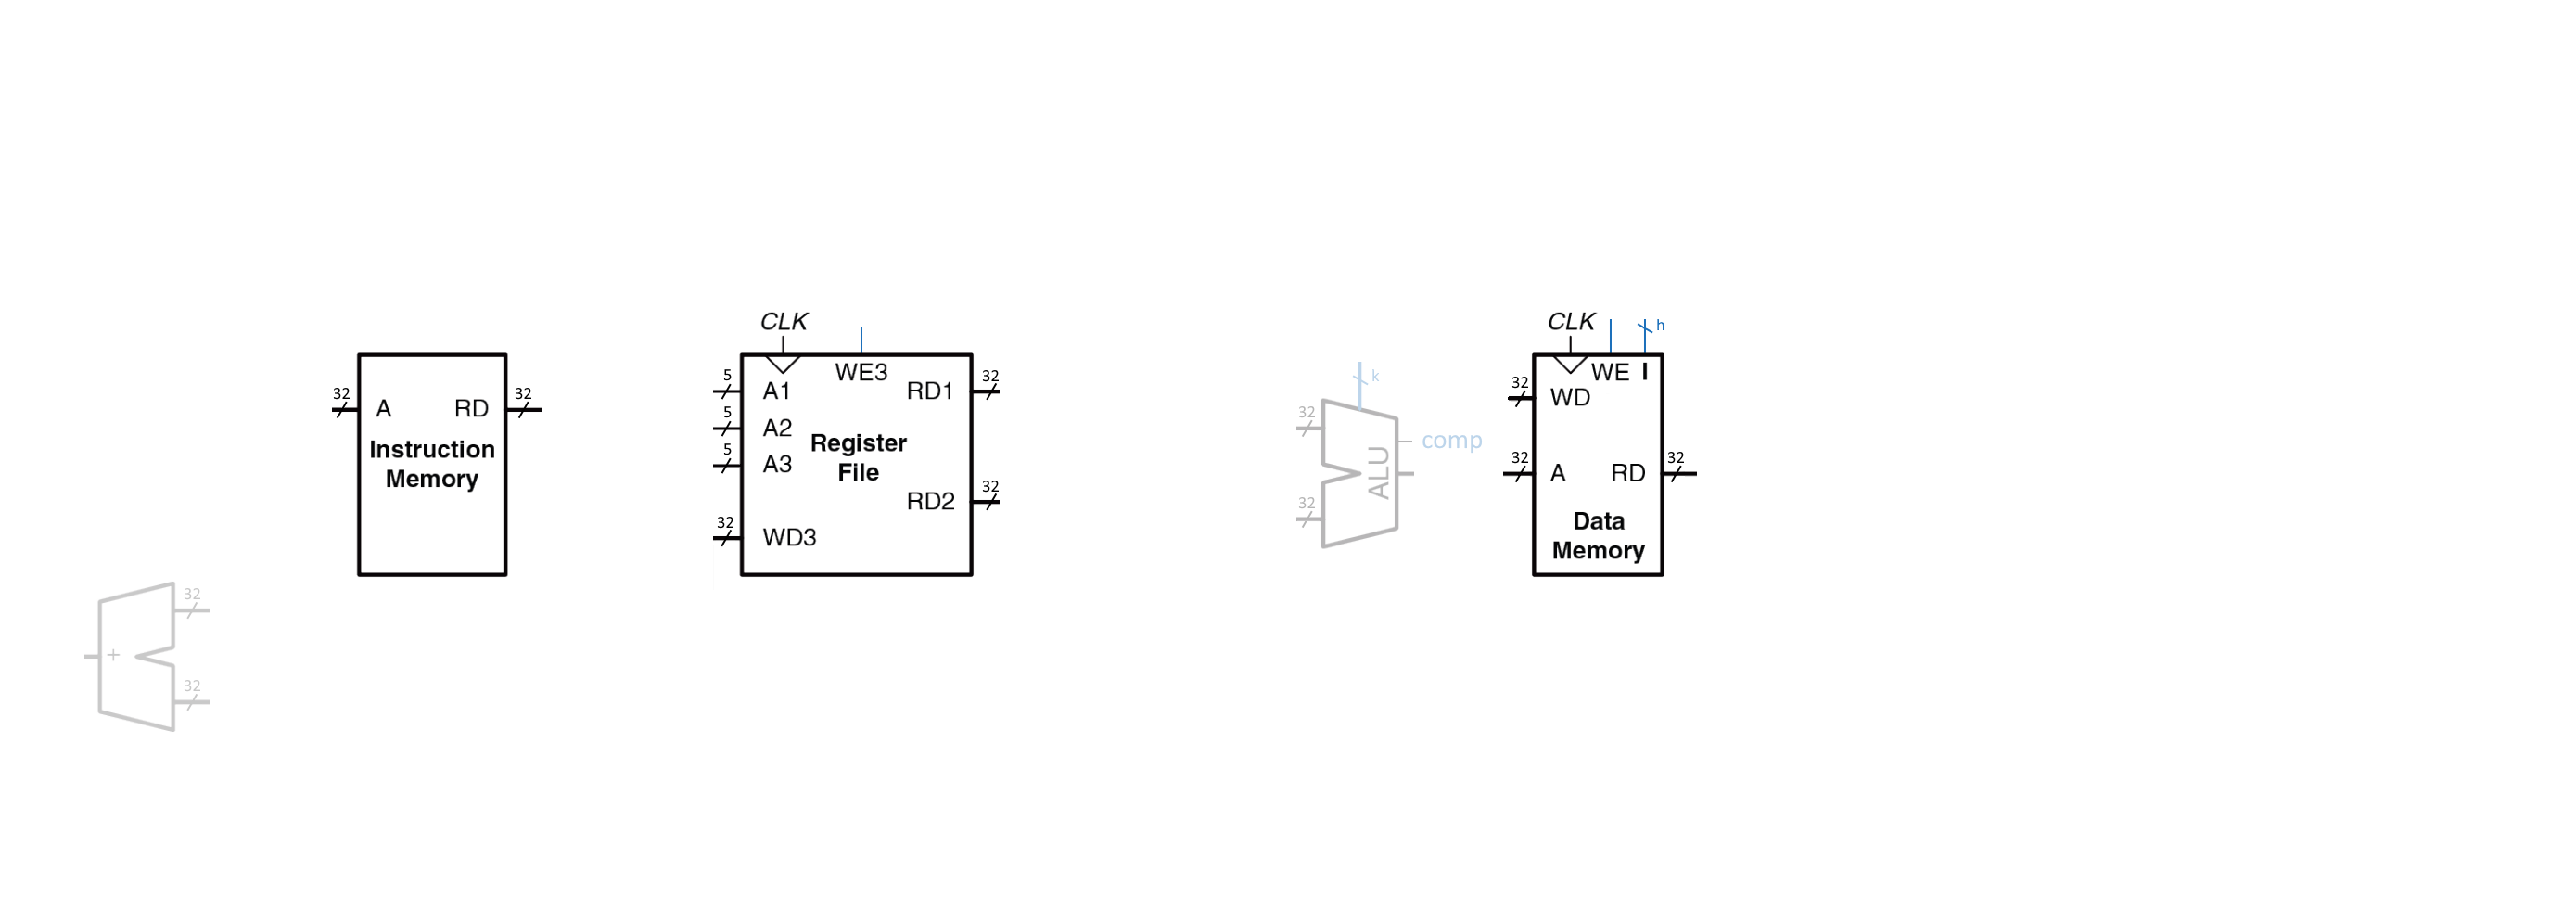 32
A
RD
32
Instruction
Memory
CLK
WE3
5
A1
5
A2
5
A3
32
WD3
Register
File
RD1
32
RD2
32
k
32
32
ALU
comp
CLK
h
WE I
32
WD
32
A
RD
32
Data
Memory
32
+
32